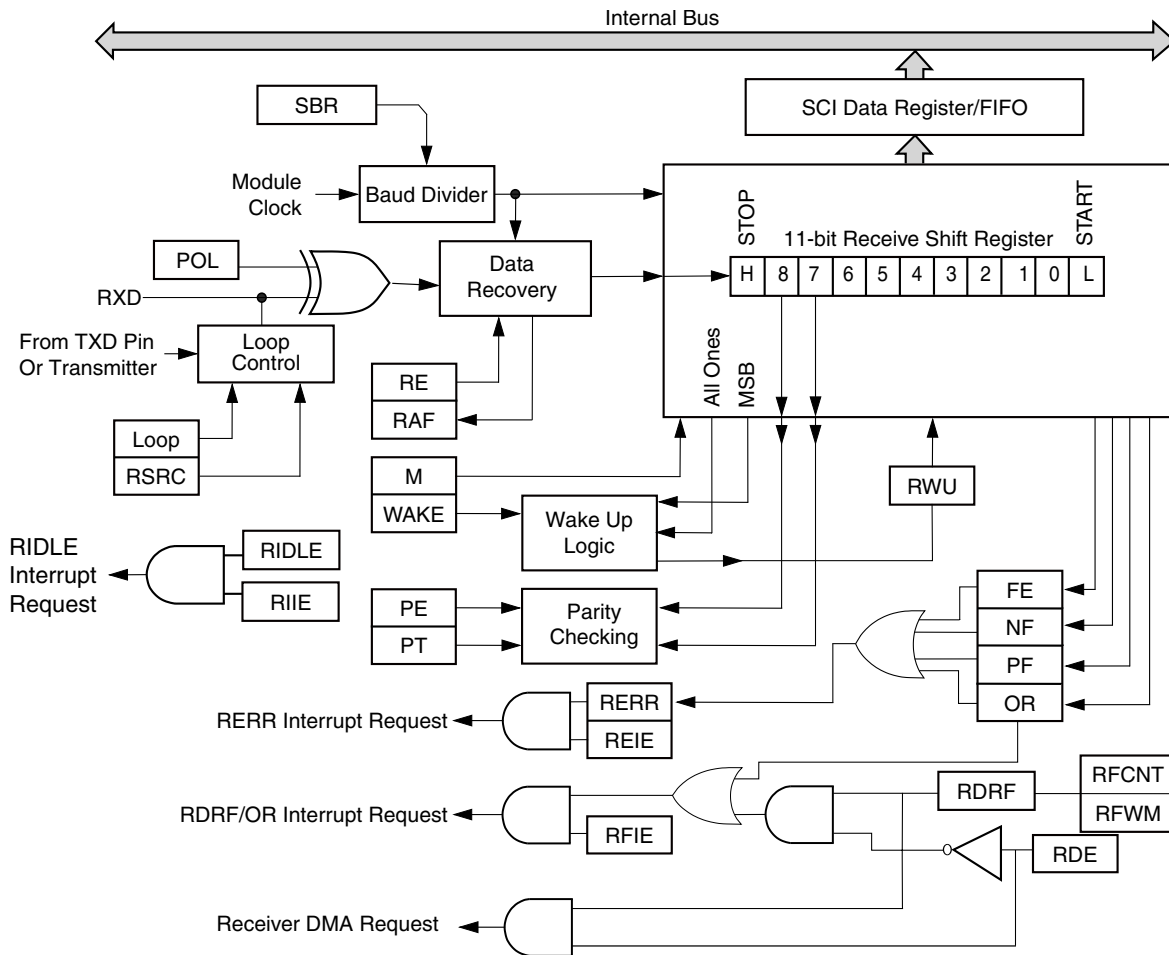 Internal Bus
SBR
SCI Data Register/FIFO
Module
Clock
Baud Divider
STOP
START
11-bit Receive Shift Register
H 8 7 6 5 4 3 2 1 0 L
POL
Data
Recovery
RXD
From TXD Pin
Or Transmitter
Loop
Control
All Ones
MSB
RE
RAF
Loop
RSRC
M
WAKE
Wake Up
Logic
RWU
RIDLE
Interrupt
Request
RIDLE
RIIE
PE
PT
Parity
Checking
FE
NF
PF
OR
RERR Interrupt Request
RERR
REIE
RDRF/OR Interrupt Request
RFIE
RDRF
RFCNT
RFWM
RDE
Receiver DMA Request